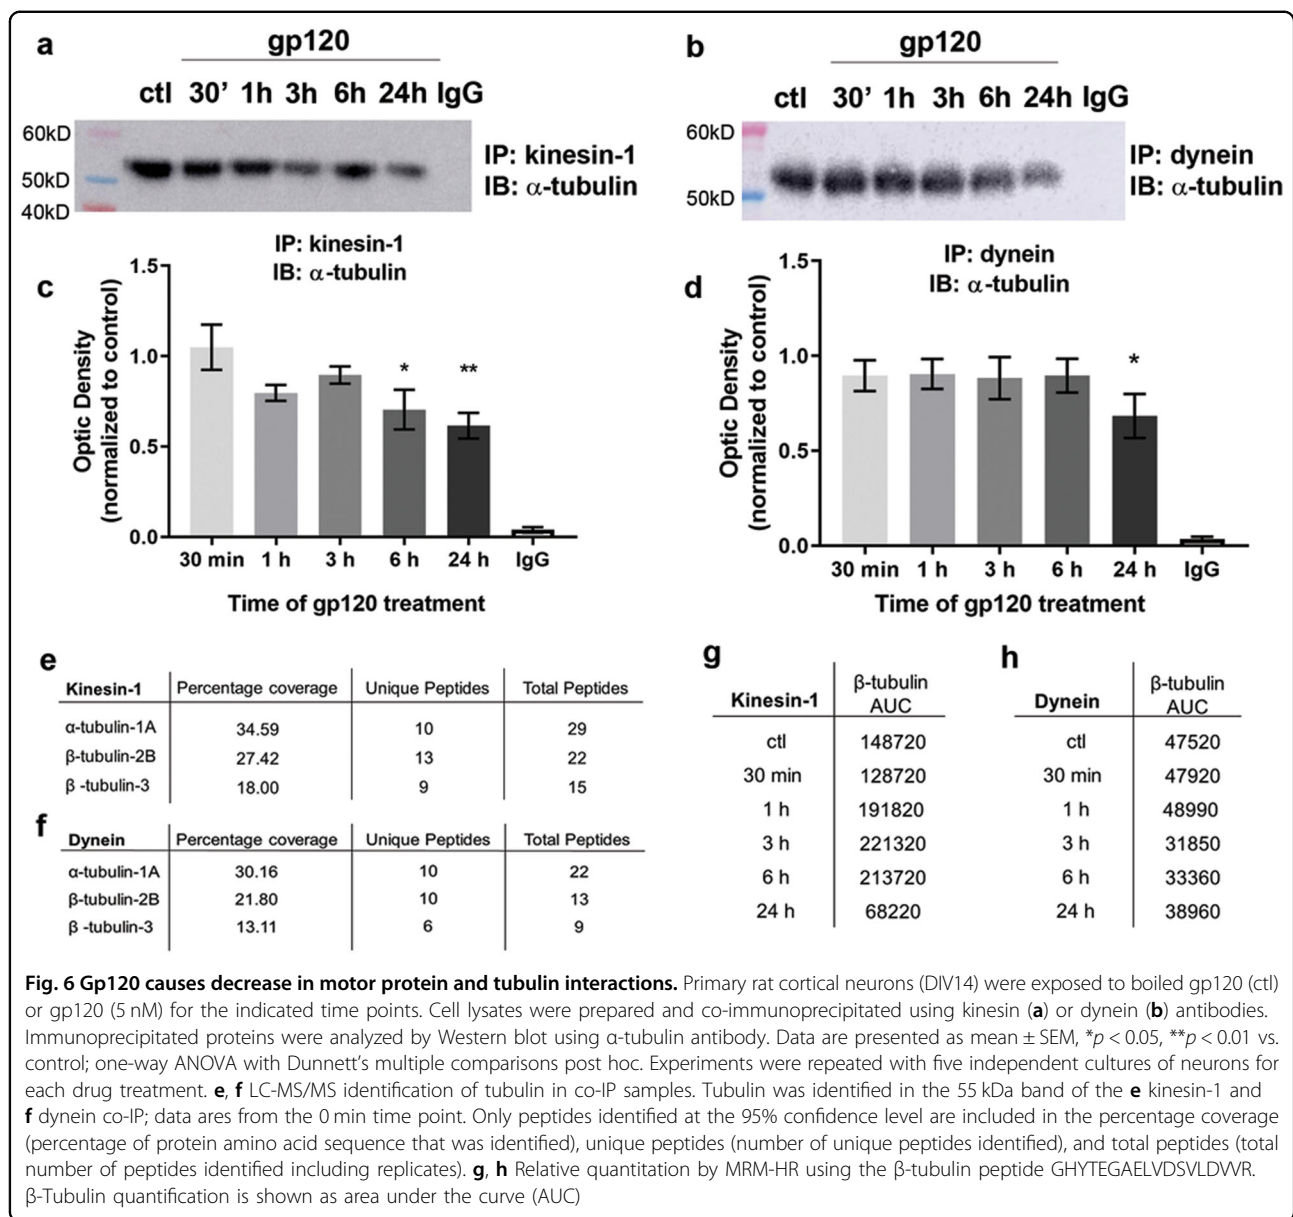 a
gp120
ctl 30’ 1h 3h 6h 24h IgG
60kD
50kD
40kD
IP: kinesin-1
IB: α-tubulin
b
gp120
ctl 30’ 1h 3h 6h 24h IgG
60kD
50kD
IP: dynein
IB: α-tubulin
c
IP: kinesin-1
IB: α-tubulin
Optic Density
(normalized to control)
1.5
1.0
0.5
0.0
* **
30 min 1 h 3 h 6 h 24 h IgG
Time of gp120 treatment
d
IP: dynein
IB: α-tubulin
Optic Density
(normalized to control)
1.5
1.0
0.5
0.0
*
30 min 1 h 3 h 6 h 24 h IgG
Time of gp120 treatment
e
Kinesin-1 Percentage coverage Unique Peptides Total Peptides
α-tubulin-1A 34.59 10 29
β-tubulin-2B 27.42 13 22
β -tubulin-3 18.00 9 15
f
Dynein Percentage coverage Unique Peptides Total Peptides
α-tubulin-1A 30.16 10 22
β-tubulin-2B 21.80 10 13
β -tubulin-3 13.11 6 9
g
Kinesin-1 β-tubulin
AUC
ctl 148720
30 min 128720
1 h 191820
3 h 221320
6 h 213720
24 h 68220
h
Dynein β-tubulin
AUC
ctl 47520
30 min 47920
1 h 48990
3 h 31850
6 h 33360
24 h 38960
Fig. 6 Gp120 causes decrease in motor protein and tubulin interactions. Primary rat cortical neurons (DIV14) were exposed to boiled gp120 (ctl)
or gp120 (5 nM) for the indicated time points. Cell lysates were prepared and co-immunoprecipitated using kinesin (a) or dynein (b) antibodies.
Immunoprecipitated proteins were analyzed by Western blot using α-tubulin antibody. Data are presented as mean ± SEM, *p < 0.05, **p < 0.01 vs.
control; one-way ANOVA with Dunnett’s multiple comparisons post hoc. Experiments were repeated with five independent cultures of neurons for
each drug treatment. e, f LC-MS/MS identification of tubulin in co-IP samples. Tubulin was identified in the 55 kDa band of the e kinesin-1 and
f dynein co-IP; data ares from the 0 min time point. Only peptides identified at the 95% confidence level are included in the percentage coverage
(percentage of protein amino acid sequence that was identified), unique peptides (number of unique peptides identified), and total peptides (total
number of peptides identified including replicates). g, h Relative quantitation by MRM-HR using the β-tubulin peptide GHYTEGAELVDSVLDVVR.
β-Tubulin quantification is shown as area under the curve (AUC)